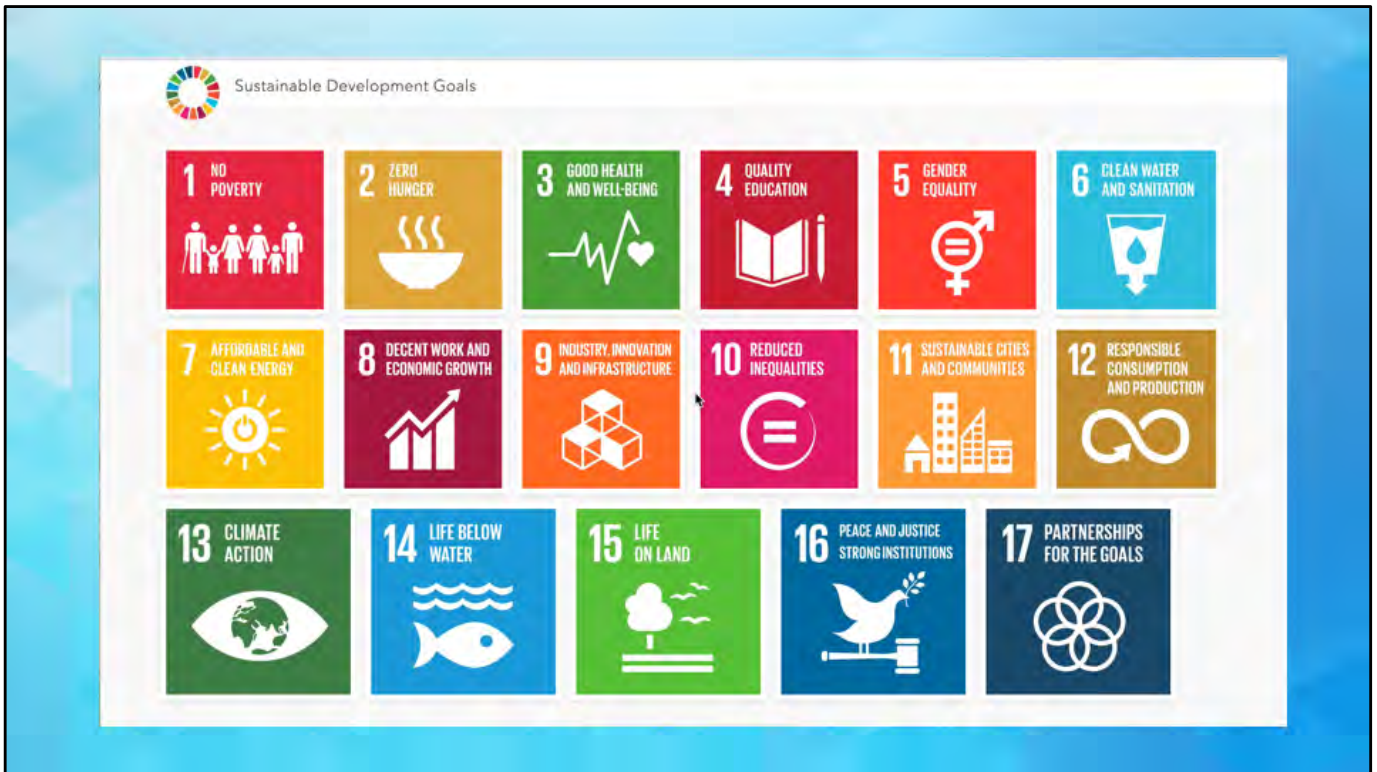 Sustainable Development Goals
1 NO
POVERTY
2 ZERO
HUNGER
3 GOOD HEALTH
AND WELL-BEING
4 QUALITY
EDUCATION
5 GENDER
EQUALITY
6 CLEAN WATER
AND SANITATION
7 AFFORDABLE AND
CLEAN ENERGY
8 DECENT WORK AND
ECONOMIC GROWTH
9 INDUSTRY, INNOVATION
AND INFRASTRUCTURE
10 REDUCED
INEQUALITIES
11 SUSTAINABLE CITIES
AND COMMUNITIES
12 RESPONSIBLE
CONSUMPTION
AND PRODUCTION
13 CLIMATE
ACTION
14 LIFE BELOW
WATER
15 LIFE
ON LAND
16 PEACE AND JUSTICE
STRONG INSTITUTIONS
17 PARTNERSHIPS
FOR THE GOALS